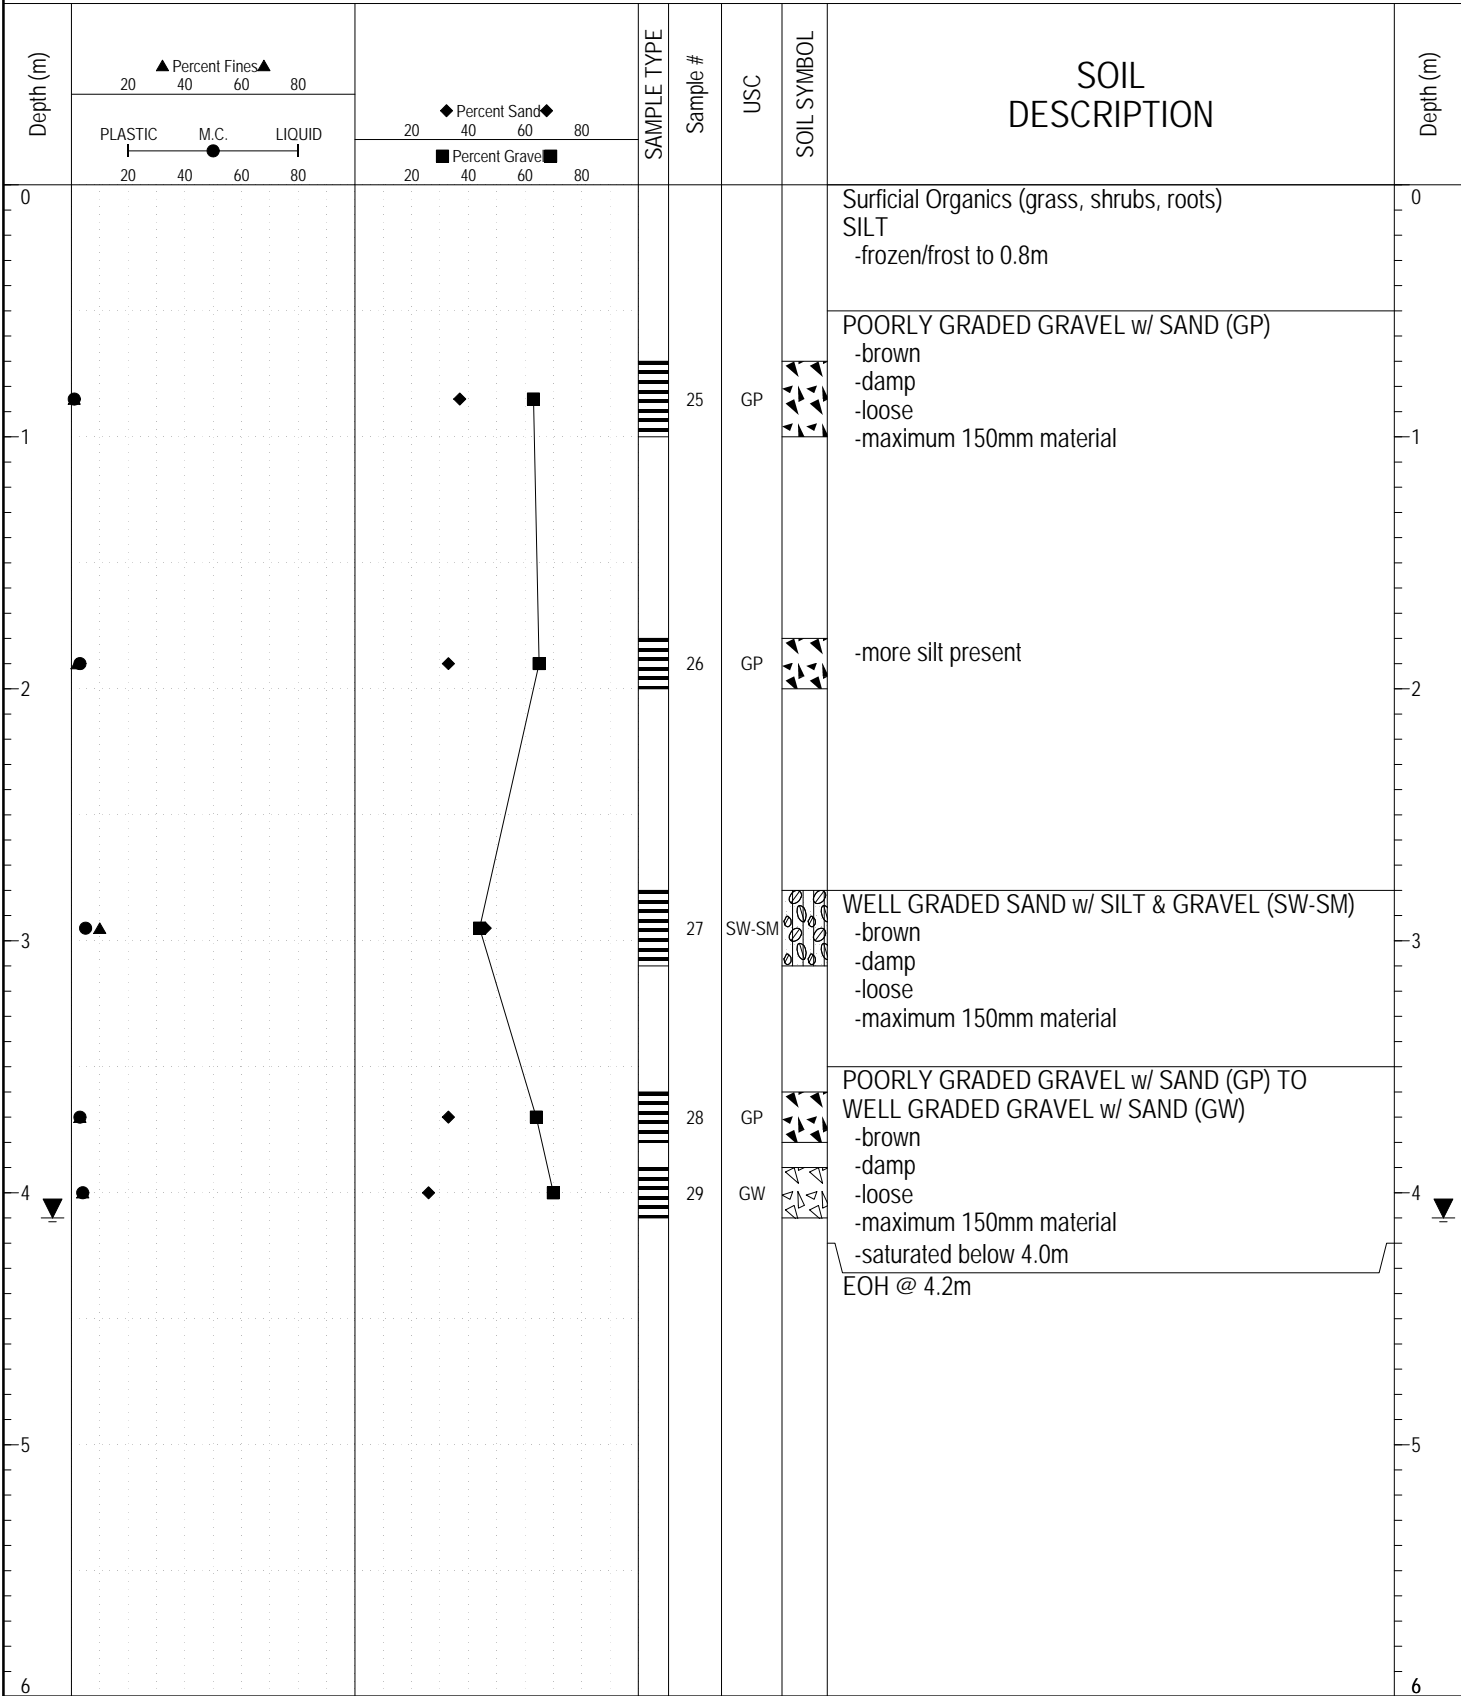 Depth (m)
▲ Percent Fines▲
20 40 60 80
PLASTIC M.C. LIQUID
20 40 60 80
◆ Percent Sand◆
20 40 60 80
■ Percent Gravel■
20 40 60 80
SAMPLE TYPE
Sample #
USC
SOIL SYMBOL
SOIL
DESCRIPTION
Depth (m)
0
Surficial Organics (grass, shrubs, roots)
0
SILT
-frozen/frost to 0.8m
POORLY GRADED GRAVEL w/ SAND (GP)
-brown
-damp
25 GP
-loose
1
-maximum 150mm material
1
26 GP
-more silt present
2
2
WELL GRADED SAND w/ SILT & GRAVEL (SW-SM)
27 SW-SM
-brown
3
3
-damp
-loose
-maximum 150mm material
POORLY GRADED GRAVEL w/ SAND (GP) TO
28 GP
WELL GRADED GRAVEL w/ SAND (GW)
-brown
-damp
4
29 GW
-loose
4
-maximum 150mm material
-saturated below 4.0m
EOH @ 4.2m
5
5
6
6